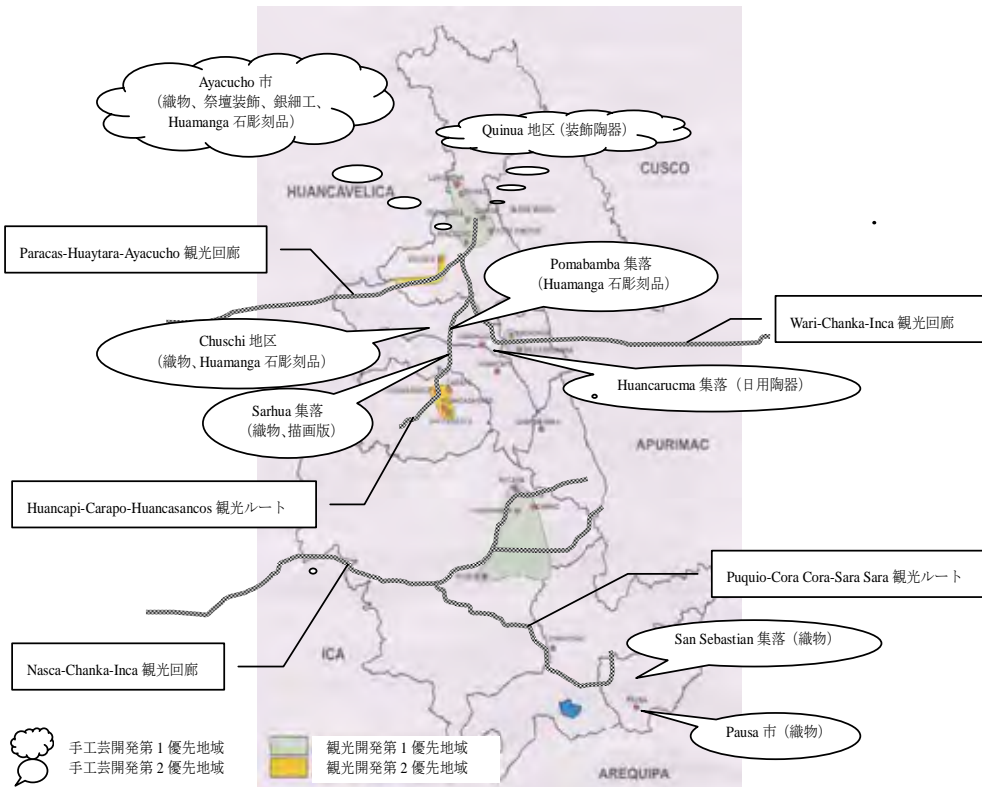 Ayacucho 市
（織物、祭壇装飾、銀細工、
Huamanga 石彫刻品）
Quinua 地区（装飾陶器）
CUSCO
HUANCAVELICA
Paracas-Huaytara-Ayacucho 観光回廊
Pomabamba 集落
（Huamanga 石彫刻品）
Wari-Chanka-Inca 観光回廊
Chuschi 地区
（織物、Huamanga 石彫刻品）
Huancarucma 集落（日用陶器）
Sarhua 集落
（織物、描画版）
APURIMAC
Huancapi-Carapo-Huancasancos 観光ルート
Puquio-Cora Cora-Sara Sara 観光ルート
San Sebastian 集落（織物）
ICA
Nasca-Chanka-Inca 観光回廊
Pausa 市（織物）
手工芸開発第 1 優先地域
手工芸開発第 2 優先地域
観光開発第 1 優先地域
観光開発第 2 優先地域
AREQUIPA